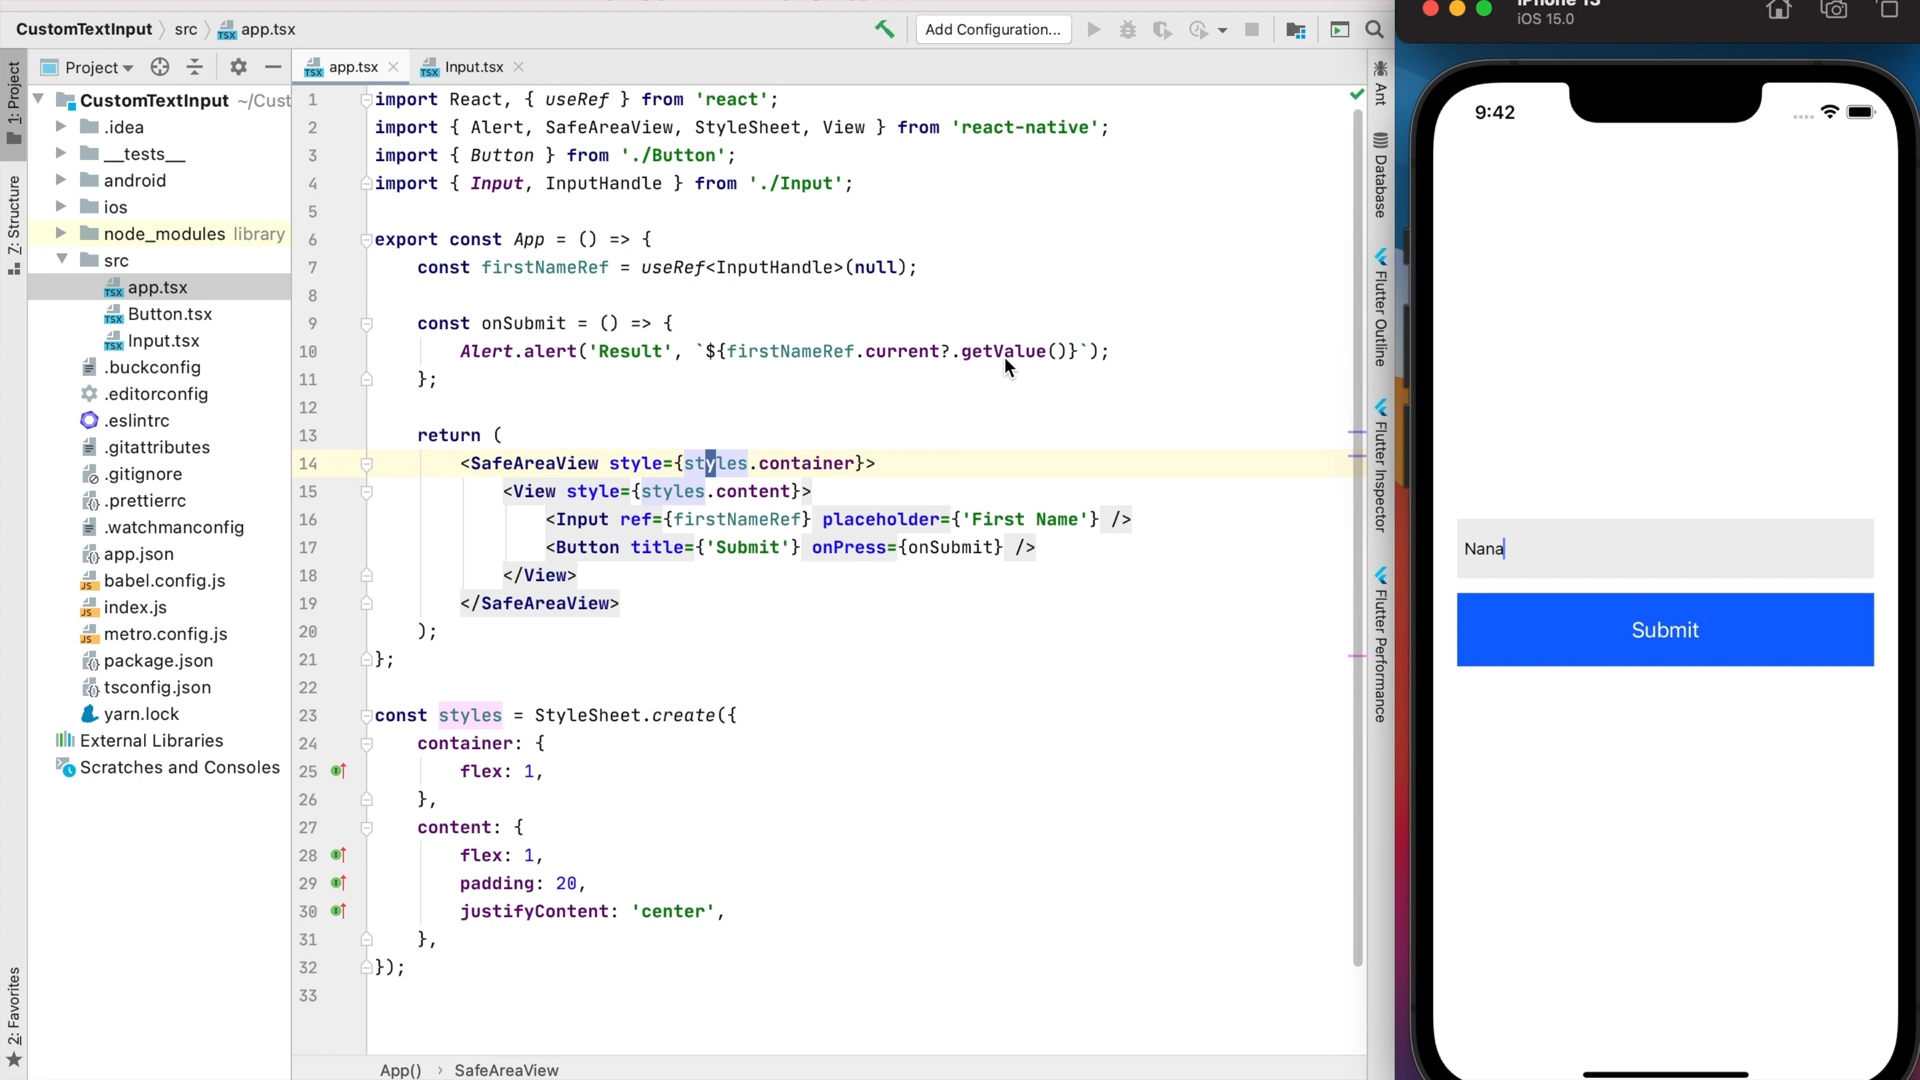 CustomTextInput src app.tsx
Add Configuration...
iOS 15.0
Project
app.tsx
Input.tsx
1: Project
Z: Structure
2: Favorites
CustomTextInput ~/Cust
.idea
__tests__
android
ios
node_modules library
src
app.tsx
Button.tsx
Input.tsx
.buckconfig
.editorconfig
.eslintrc
.gitattributes
.gitignore
.prettierrc
.watchmanconfig
app.json
babel.config.js
index.js
metro.config.js
package.json
tsconfig.json
yarn.lock
External Libraries
Scratches and Consoles
1 import React, { useRef } from 'react';
2 import { Alert, SafeAreaView, StyleSheet, View } from 'react-native';
3 import { Button } from './Button';
4 import { Input, InputHandle } from './Input';
5
6 export const App = () => {
7 const firstNameRef = useRef<InputHandle>(null);
8
9 const onSubmit = () => {
10 Alert.alert('Result', `${firstNameRef.current?.getValue()}`);
11 };
12
13 return (
14 <SafeAreaView style={styles.container}>
15 <View style={styles.content}>
16 <Input ref={firstNameRef} placeholder={'First Name'} />
17 <Button title={'Submit'} onPress={onSubmit} />
18 </View>
19 </SafeAreaView>
20 );
21 };
22
23 const styles = StyleSheet.create({
24 container: {
25 flex: 1,
26 },
27 content: {
28 flex: 1,
29 padding: 20,
30 justifyContent: 'center',
31 },
32 });
33
App() › SafeAreaView
Ant
Database
Flutter Outline
Flutter Inspector
Flutter Performance
9:42
Nana
Submit